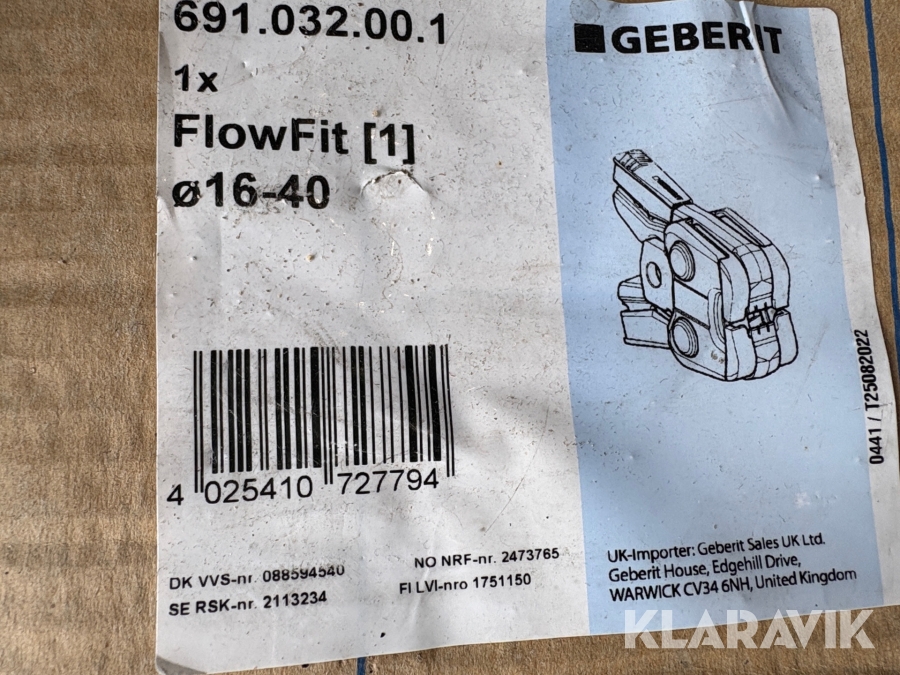 691.032.00.1
GEBERIT
1x
FlowFit [1]
ø16-40
4 025410 727794
DK VVS-nr. 088594540
NO NRF-nr. 2473765
SE RSK-nr. 2113234
FI LVI-nro 1751150
0441 / T25082022
UK-Importer: Geberit Sales UK Ltd.
Geberit House, Edgehill Drive,
WARWICK CV34 6NH, United Kingdom
KLARAVIK